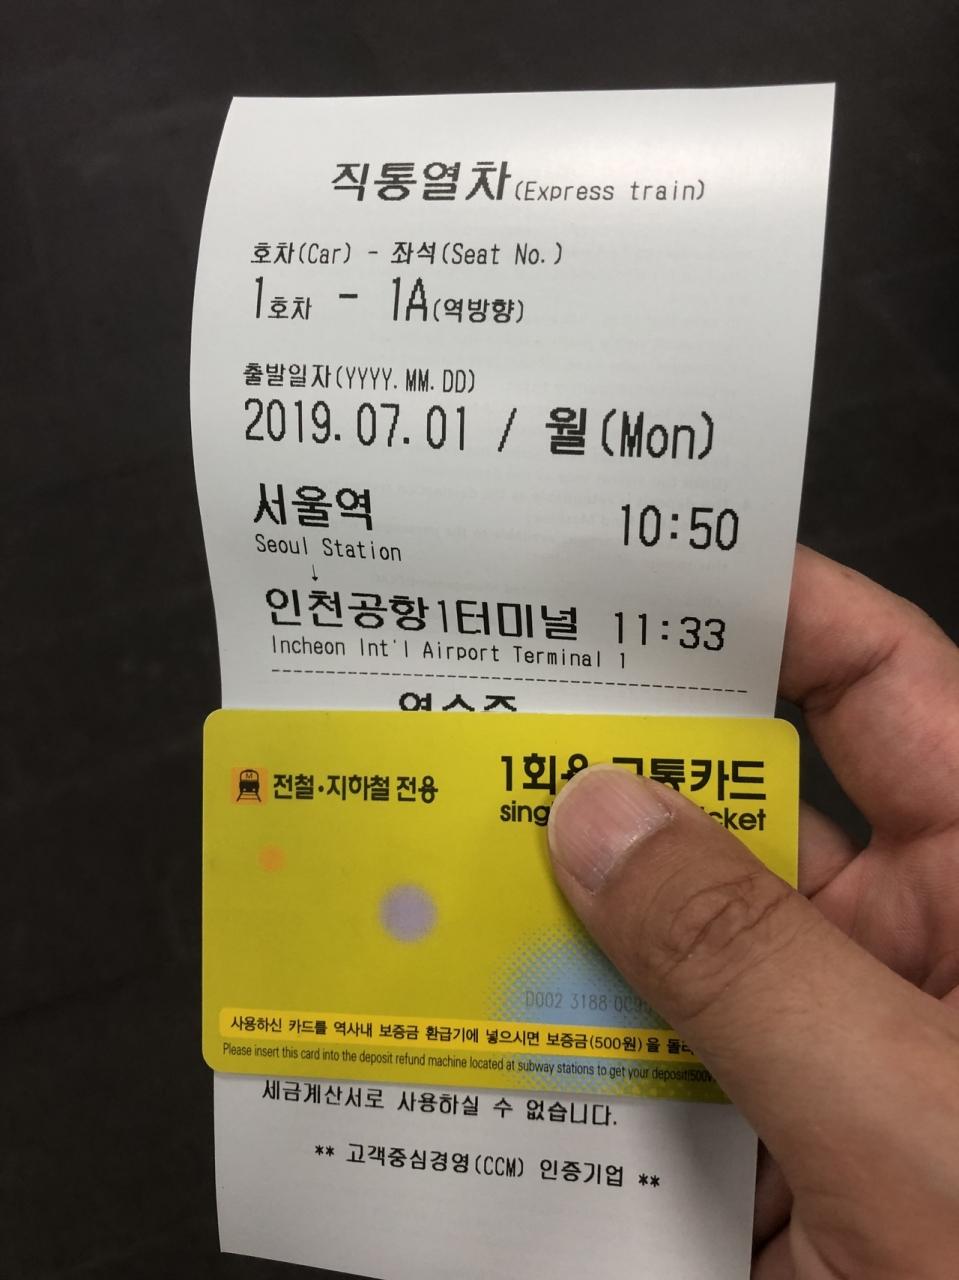 직통열차(Express train)
호차(Car) - 좌석(Seat No.)
1호차 - 1A(역방향)
출발일자(YYYY.MM.DD)
2019.07.01 / 월(Mon)
서울역 10:50
Seoul Station
↓
인천공항1터미널 11:33
Incheon Int'l Airport Terminal 1
전철·지하철 전용
1회용 교통카드
M
D002 3188
사용하신 카드를 역사내 보증금 환급기에 넣으시면 보증금(500원)을
Please insert this card into the deposit refund machine located at subway stations to get your deposit(500
세금계산서로 사용하실 수 없습니다.
** 고객중심경영(CCM) 인증기업 **